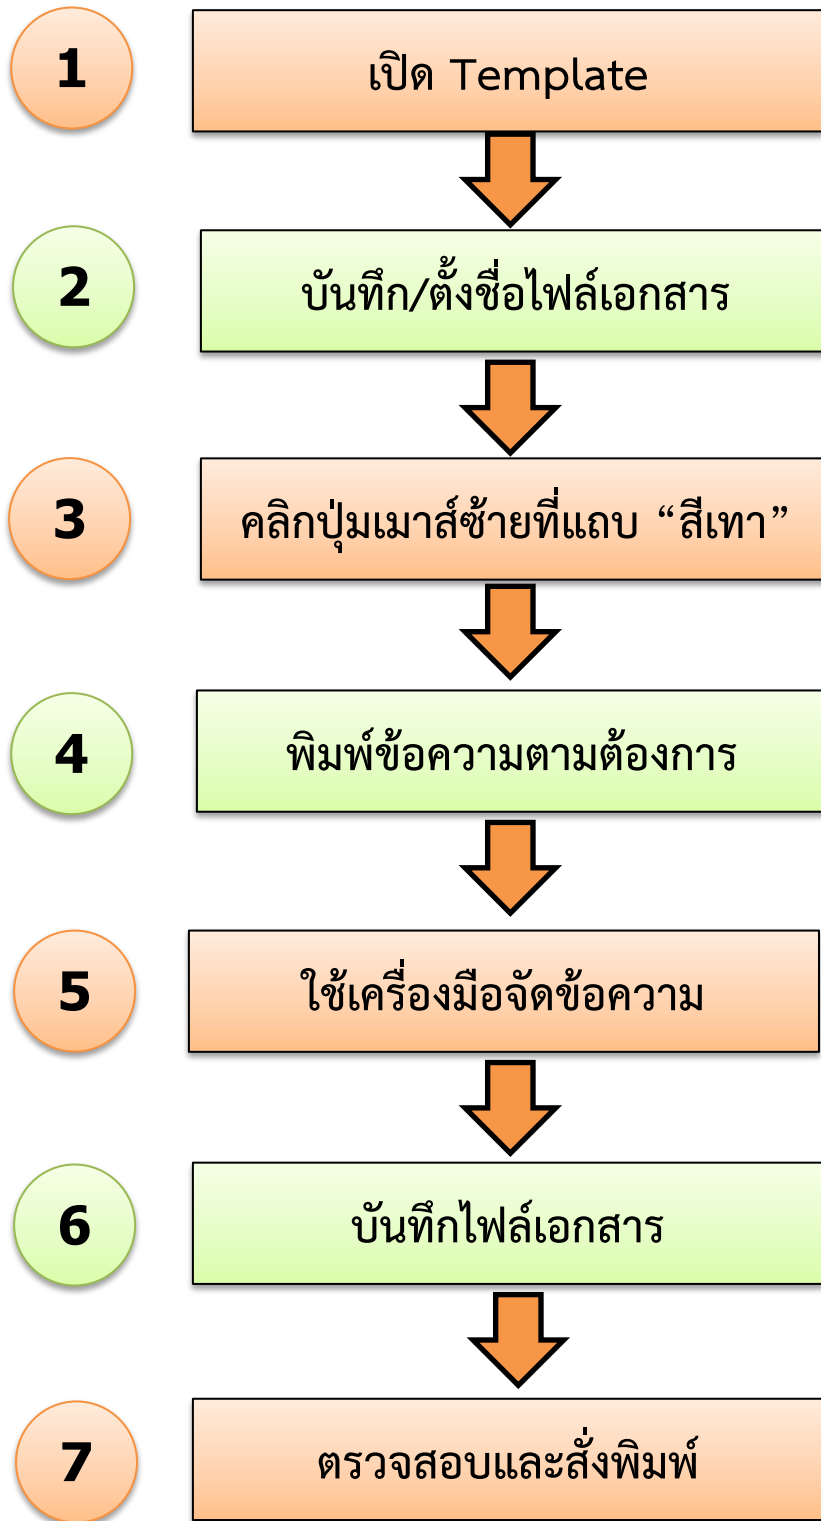 1
เปิด Template
2
บันทึก/ตั้งชื่อไฟล์เอกสาร
3
คลิกปุ่มเมาส์ซ้ายที่แถบ “สีเทา”
4
พิมพ์ข้อความตามต้องการ
5
ใช้เครื่องมือจัดข้อความ
6
บันทึกไฟล์เอกสาร
7
ตรวจสอบและสั่งพิมพ์